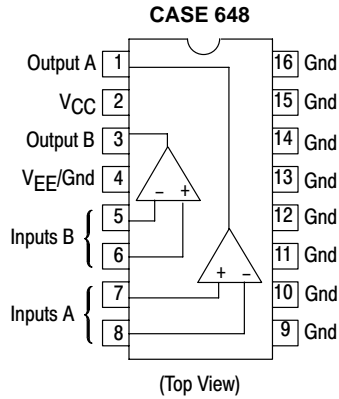 CASE 648
Output A 1 16 Gnd
VCC 2 15 Gnd
Output B 3 14 Gnd
VEE/Gnd 4 13 Gnd
5 12 Gnd
Inputs B
6 11 Gnd
7 10 Gnd
Inputs A
8 9 Gnd
– +
+ –
(Top View)